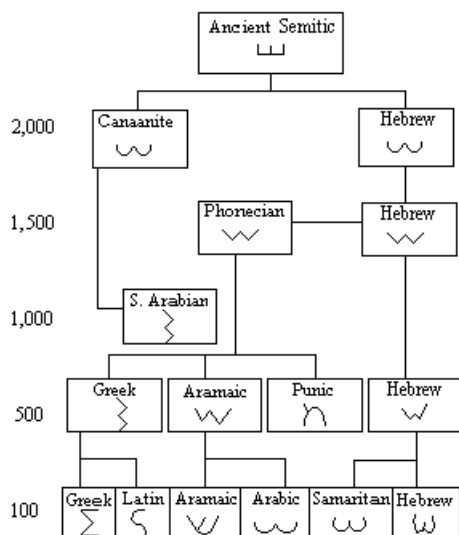 Ancient Semitic
2,000
Canaanite
Hebrew
1,500
Phonecian
Hebrew
1,000
S. Arabian
500
Greek
Aramaic
Punic
Hebrew
100
Greek
Latin
Aramaic
Arabic
Samaritan
Hebrew